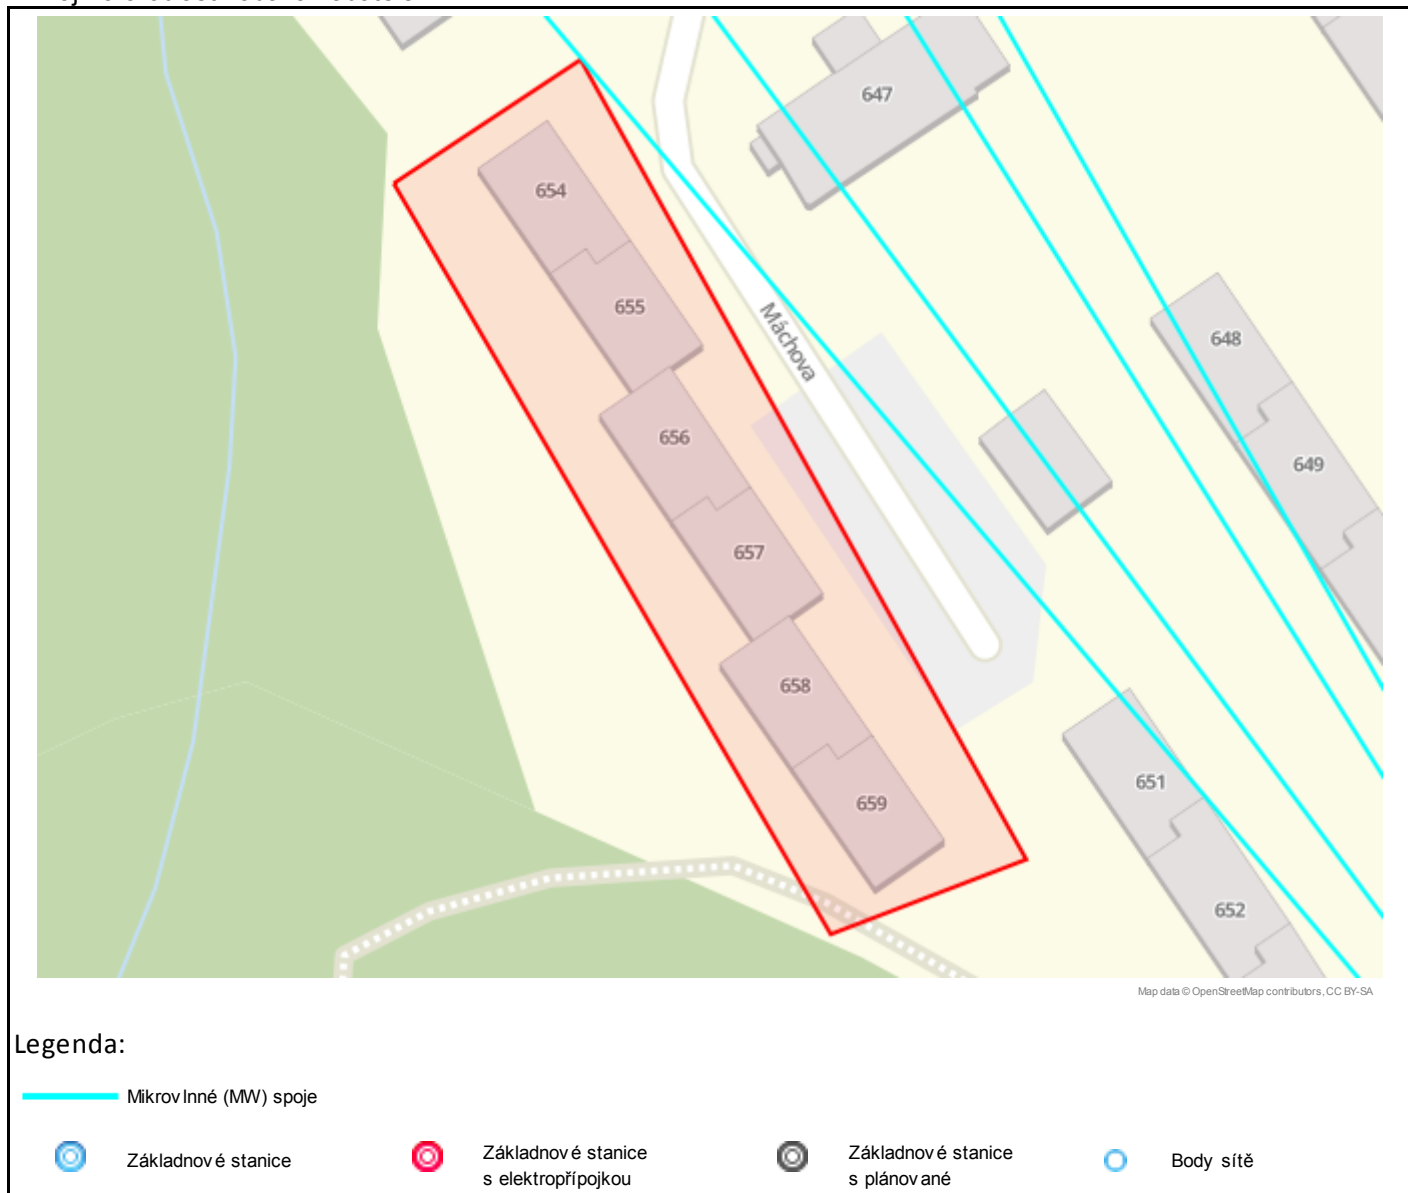 647
654
655
Máchova
648
656
649
657
658
651
659
652
Map data © OpenStreetMap contributors, CC BY-SA
Legenda:
Mikrovlnné (MW) spoje
Základnové stanice
Základnové stanice
s elektropřípojkou
Základnové stanice
s plánované
Body sítě